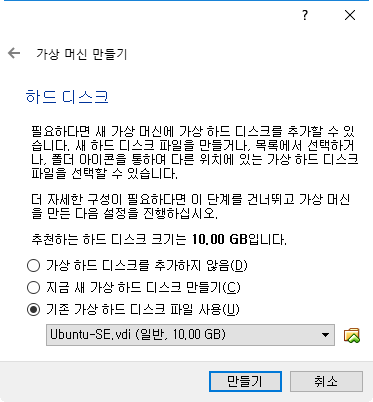 ?
가상 머신 만들기
하드 디스크
필요하다면 새 가상 머신에 가상 하드 디스크를 추가할 수 있
습니다. 새 하드 디스크 파일을 만들거나, 목록에서 선택하거
나, 폴더 아이콘을 통하여 다른 위치에 있는 가상 하드 디스크
파일을 선택할 수 있습니다.
더 자세한 구성이 필요하다면 이 단계를 건너뛰고 가상 머신
을 만든 다음 설정을 진행하십시오.
추천하는 하드 디스크 크기는 10.00 GB입니다.
가상 하드 디스크를 추가하지 않음(D)
지금 새 가상 하드 디스크 만들기(C)
기존 가상 하드 디스크 파일 사용(U)
Ubuntu-SE.vdi (일반, 10.00 GB)
만들기 취소